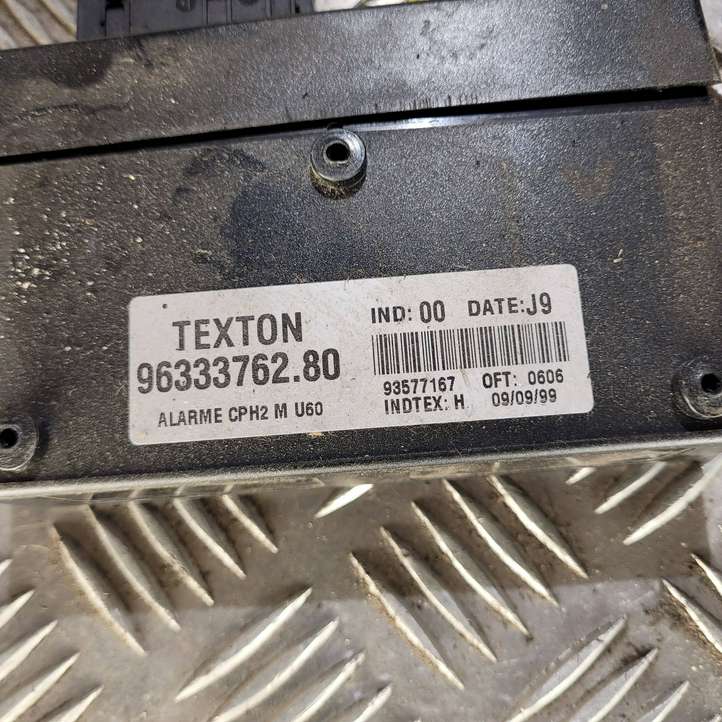 TEXTON
96333762.80
ALARME CPH2 M U60
IND: 00 DATE:J9
93577167 OFT: 0606
INDTEX: H 09/09/99